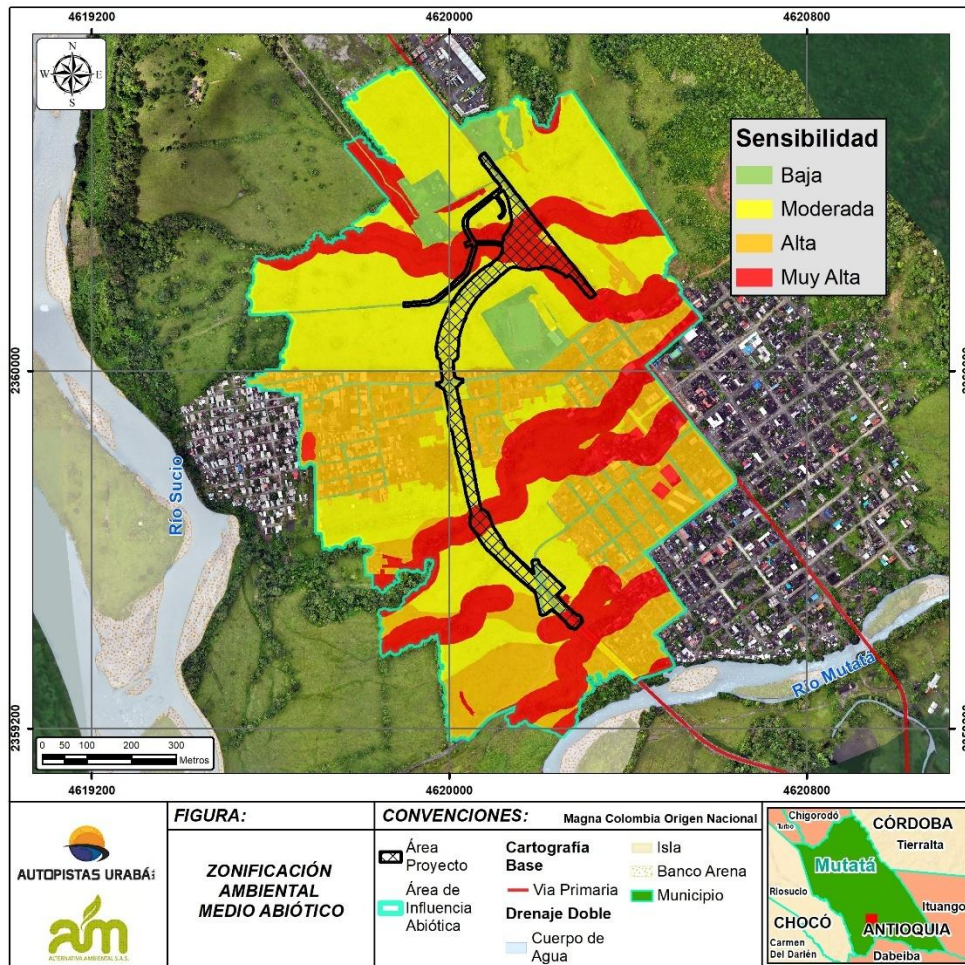 4619200
4620000
4620800
N
W
E
S
Sensibilidad
Baja
Moderada
Alta
Muy Alta
2360000
2359200
Río Sucio
Río Mutatá
0 50 100 200 300
Metros
4619200
4620000
4620800
AUTOPISTAS URABÁ
ALTERNATIVA AMBIENTAL S.A.S.
FIGURA:
ZONIFICACIÓN
AMBIENTAL
MEDIO ABIÓTICO
CONVENCIONES:
Magna Colombia Origen Nacional
Área
Proyecto
Área de
Influencia
Abiótica
Cartografía
Base
Via Primaria
Drenaje Doble
Cuerpo de
Agua
Isla
Banco Arena
Municipio
Chigorodó
Turbo
CÓRDOBA
Tierralta
Mutatá
Riosucio
Ituango
CHOCÓ
ANTIOQUIA
Carmen
Del Darién
Dabeiba